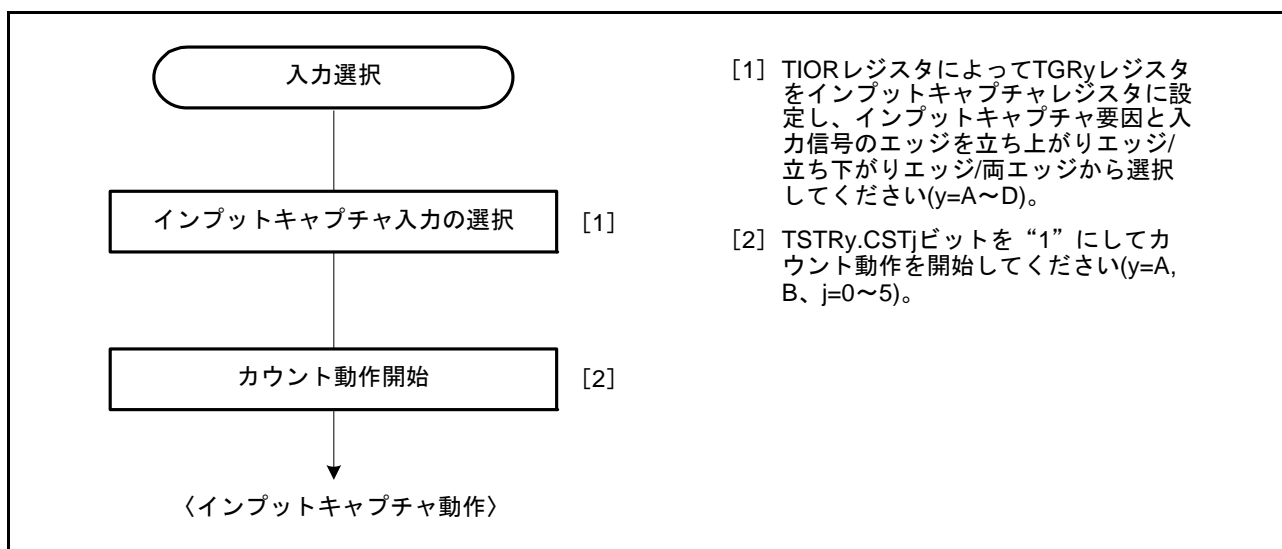 入力選択
インプットキャプチャ入力の選択 [1]
カウント動作開始 [2]
〈インプットキャプチャ動作〉
[1] TIORレジスタによってTGRyレジスタ
をインプットキャプチャレジスタに設
定し、インプットキャプチャ要因と入
力信号のエッジを立ち上がりエッジ/
立ち下がりエッジ/両エッジから選択
してください(y=A~D)。
[2] TSTRy.CSTjビットを“1”にしてカ
ウント動作を開始してください(y=A,
B、j=0~5)。